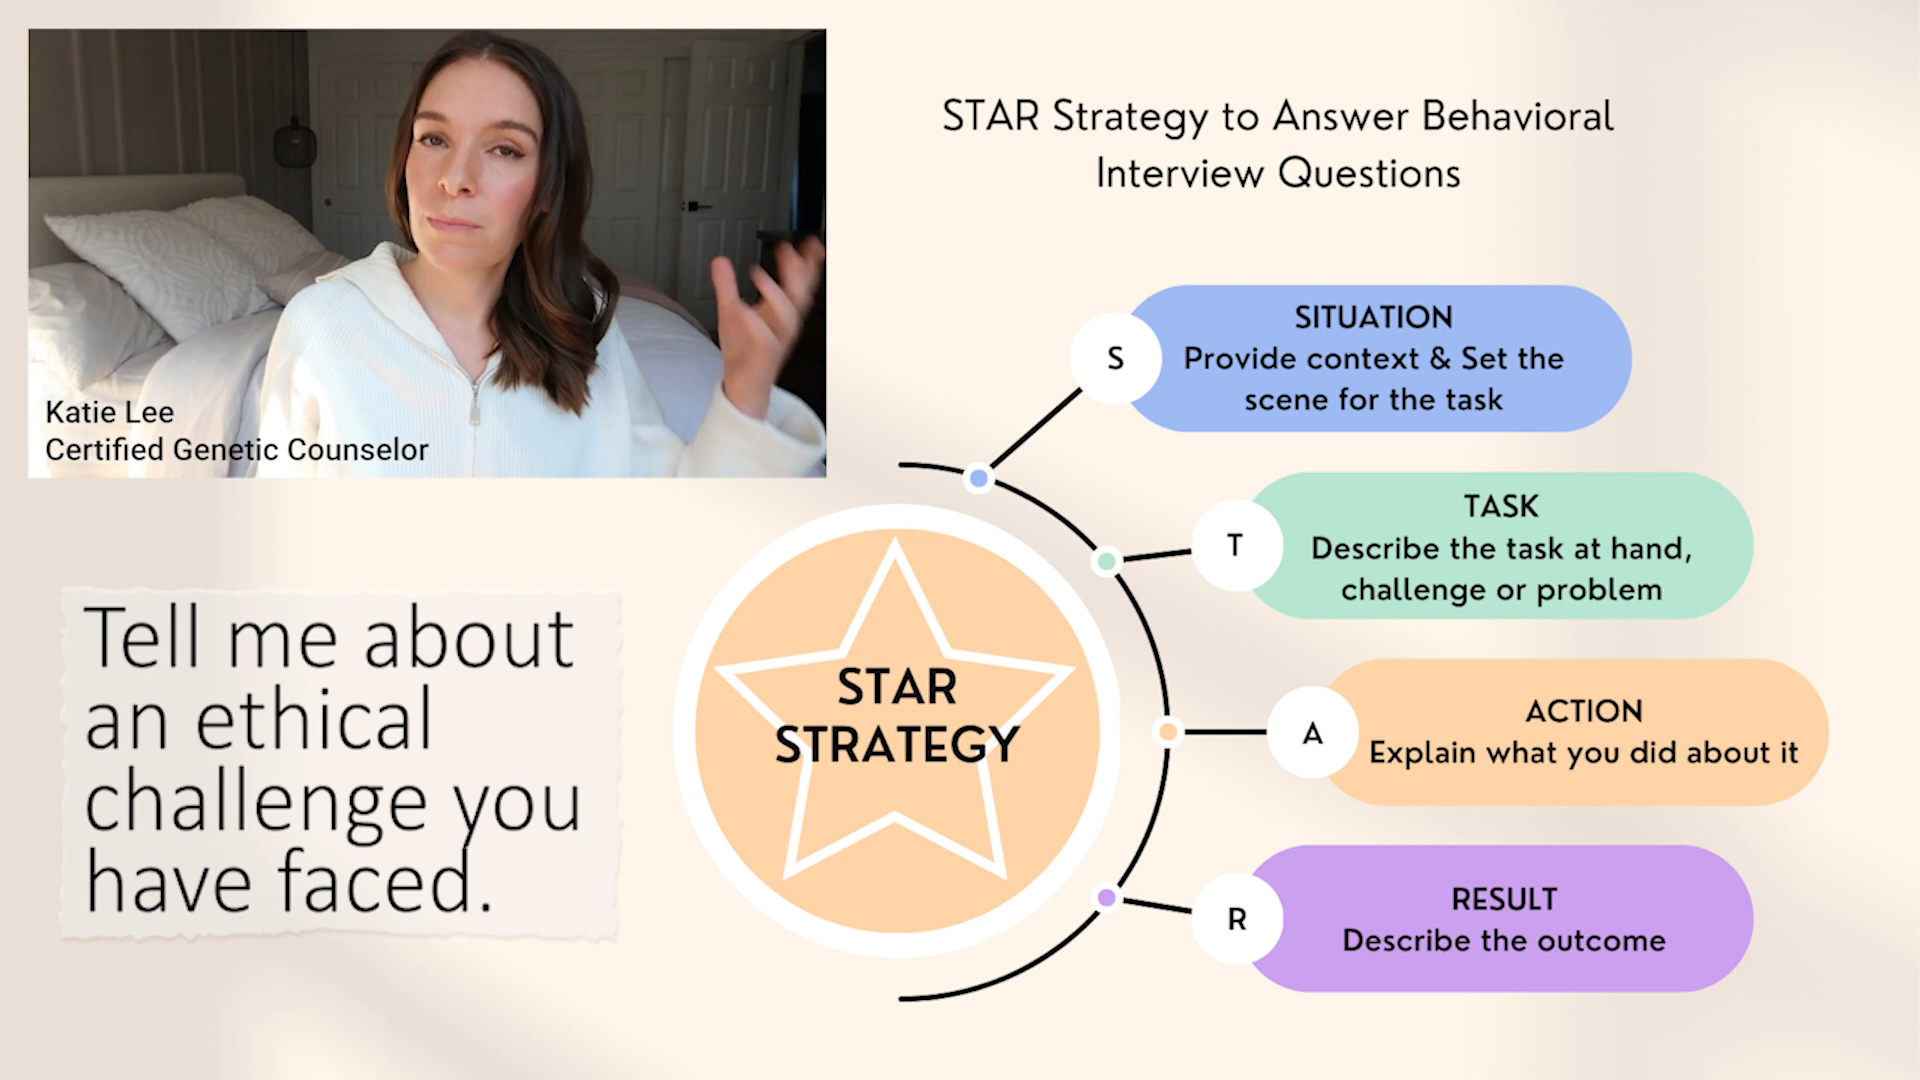 Katie Lee
Certified Genetic Counselor
STAR Strategy to Answer Behavioral
Interview Questions
Tell me about
an ethical
challenge you
have faced.
STAR
STRATEGY
S
SITUATION
Provide context & Set the
scene for the task
T
TASK
Describe the task at hand,
challenge or problem
A
ACTION
Explain what you did about it
R
RESULT
Describe the outcome